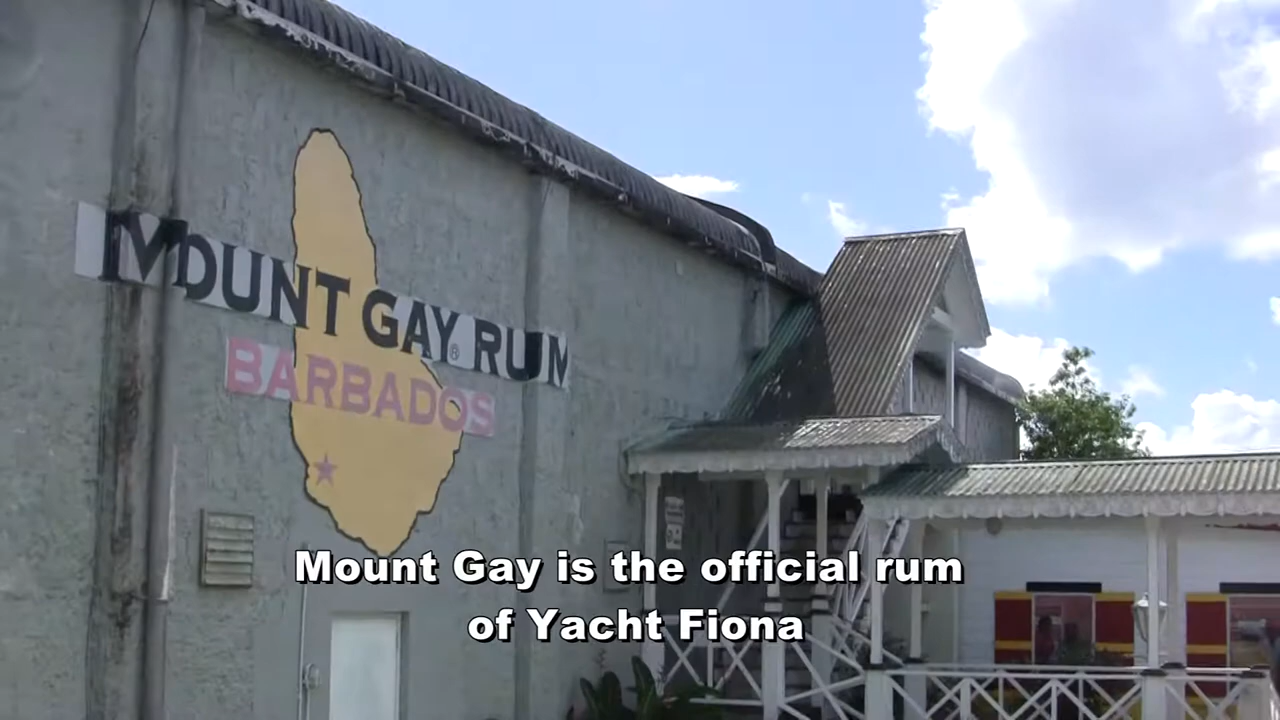 MOUNT GAY® RUM
BARBADOS
Mount Gay is the official rum
of Yacht Fiona